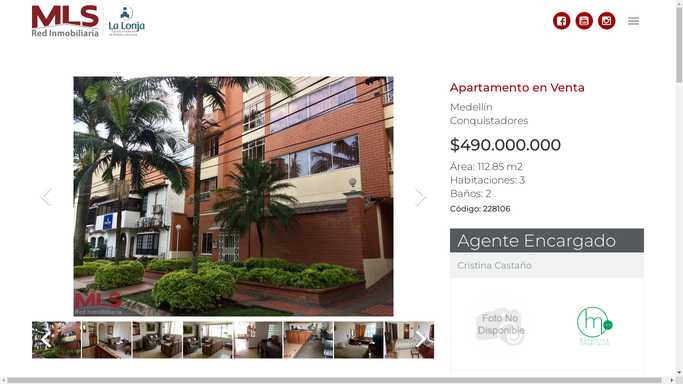 MLS
Red Inmobiliaria
La Lonja
Apartamento en Venta
Medellín
Conquistadores
$490.000.000
Área: 112.85 m2
Habitaciones: 3
Baños: 2
Código: 228106
Agente Encargado
Cristina Castaño
MLS
Red Inmobiliaria
Foto No
Disponible
hm